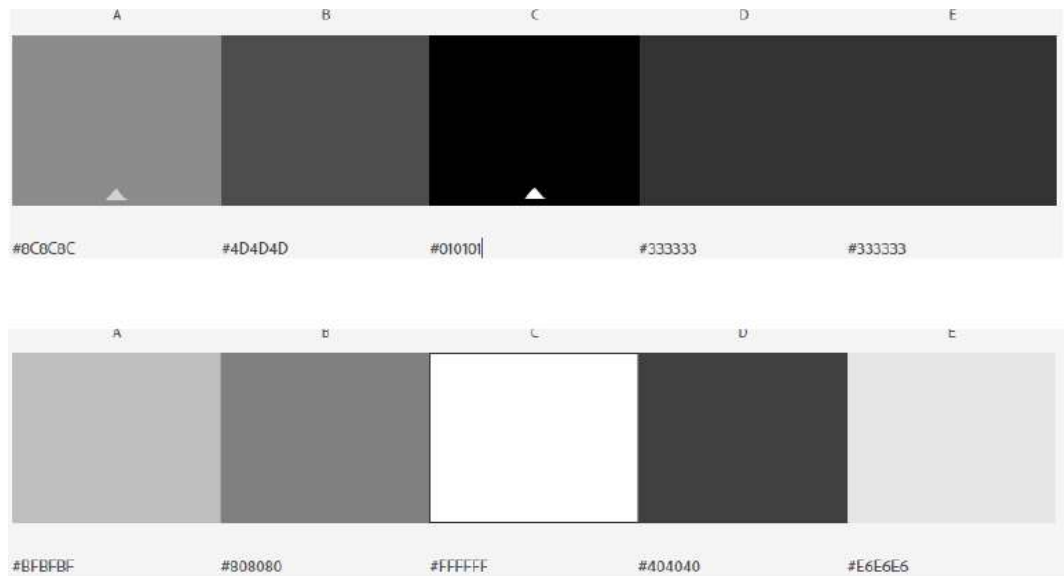 A B C D E
#8C8C8C #4D4D4D #010101 #333333 #333333
A B C D E
#BFBFBF #808080 #FFFFFF #404040 #E6E6E6